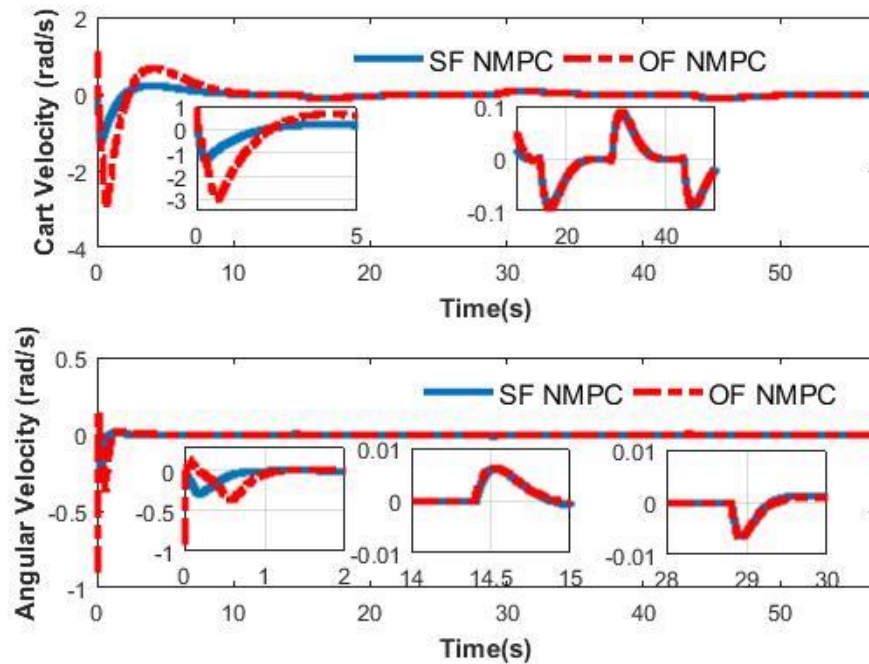 2
SF NMPC OF NMPC
0
1
0
-1
-2
-3
0 5
0.1
0
-0.1
20 40
-2
-4
0 10 20 30 40 50
Cart Velocity (rad/s)
Time(s)
0.5
SF NMPC OF NMPC
0
0
-0.5
-1
0 1 2
0.01
0
-0.01
14 14.5 15
0.01
0
-0.01
28 29 30
-0.5
-1
0 10 20 30 40 50
Angular Velocity (rad/s)
Time(s)